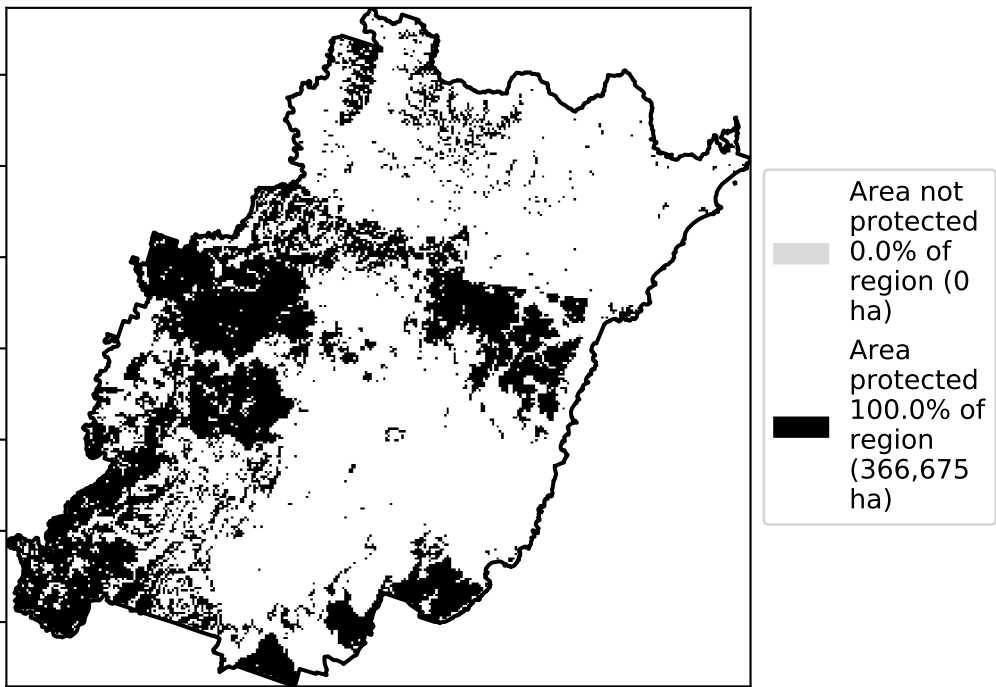 Area not
protected
0.0% of
region (0
ha)
Area
protected
100.0% of
region
(366,675
ha)